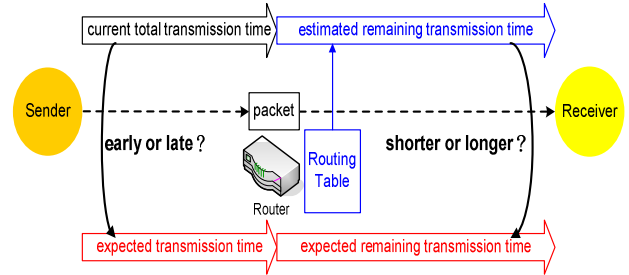 current total transmission time
estimated remaining transmission time
Sender
packet
Receiver
early or late?
shorter or longer?
Routing
Table
Router
expected transmission time
expected remaining transmission time